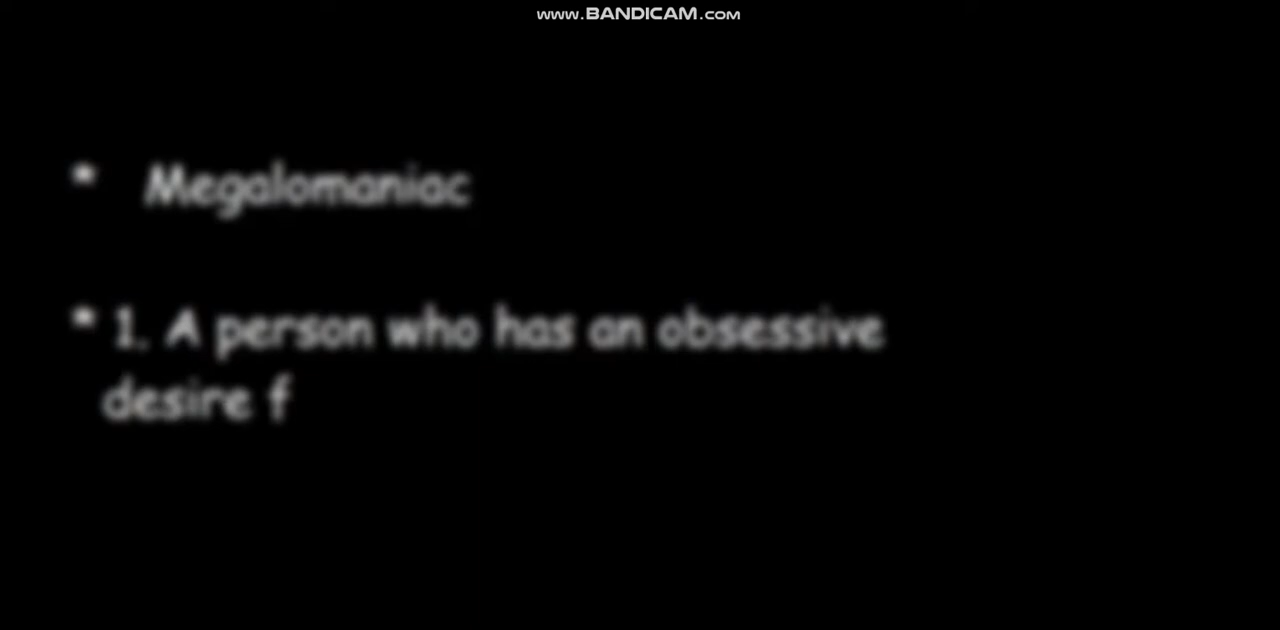 www.BANDICAM.com
* Megalomaniac
* 1. A person who has an obsessive
desire f